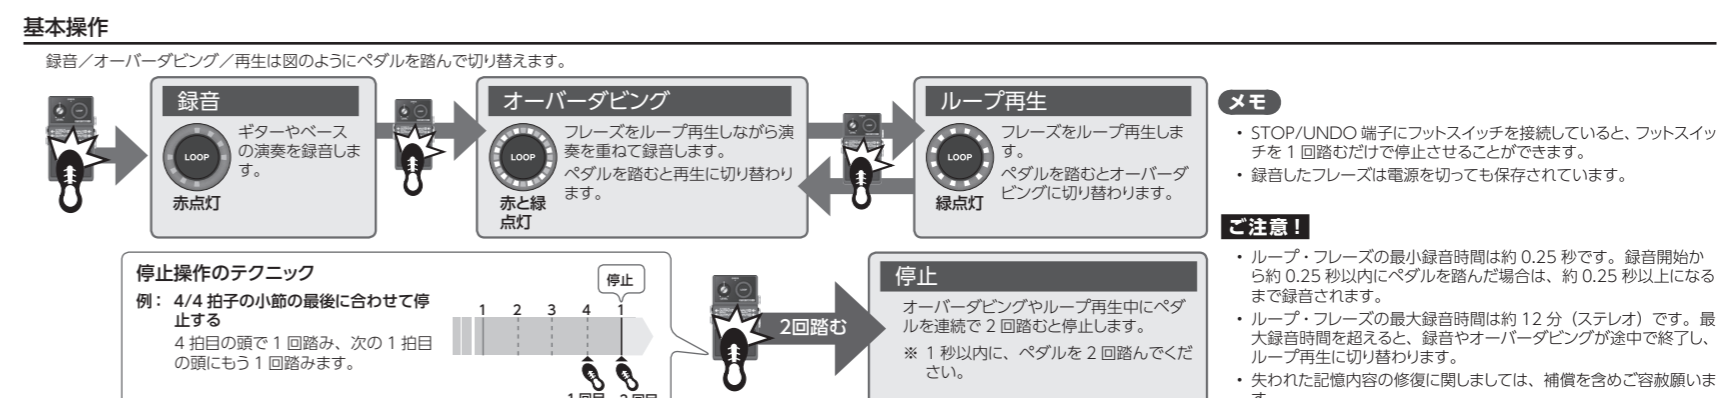 基本操作
録音／オーバーダビング／再生は図のようにペダルを踏んで切り替えます。
録音
LOOP
ギターやベース
の演奏を録音しま
す。
赤点灯
オーバーダビング
LOOP
フレーズをループ再生しながら演
奏を重ねて録音します。
ペダルを踏むと再生に切り替わり
ます。
赤と緑
点灯
ループ再生
LOOP
フレーズをループ再生しま
す。
ペダルを踏むとオーバーダ
ビングに切り替わります。
緑点灯
停止操作のテクニック
例： 4/4 拍子の小節の最後に合わせて停
止する
4 拍目の頭で 1 回踏み、次の 1 拍目
の頭にもう 1 回踏みます。
停止
1 2 3 4 1
1 回目 2 回目
2回踏む
停止
オーバーダビングやループ再生中にペダ
ルを連続で 2 回踏むと停止します。
※ 1 秒以内に、ペダルを 2 回踏んでくだ
さい。
メモ
・ STOP/UNDO 端子にフットスイッチを接続していると、フットスイッ
チを 1 回踏むだけで停止させることができます。
・ 録音したフレーズは電源を切っても保存されています。
ご注意！
・ ループ・フレーズの最小録音時間は約 0.25 秒です。録音開始か
ら約 0.25 秒以内にペダルを踏んだ場合は、約 0.25 秒以上になる
まで録音されます。
・ ループ・フレーズの最大録音時間は約 12 分（ステレオ）です。最
大録音時間を超えると、録音やオーバーダビングが途中で終了し、
ループ再生に切り替わります。
・ 失われた記憶内容の修復に関しましては、補償を含めご容赦願いま
す